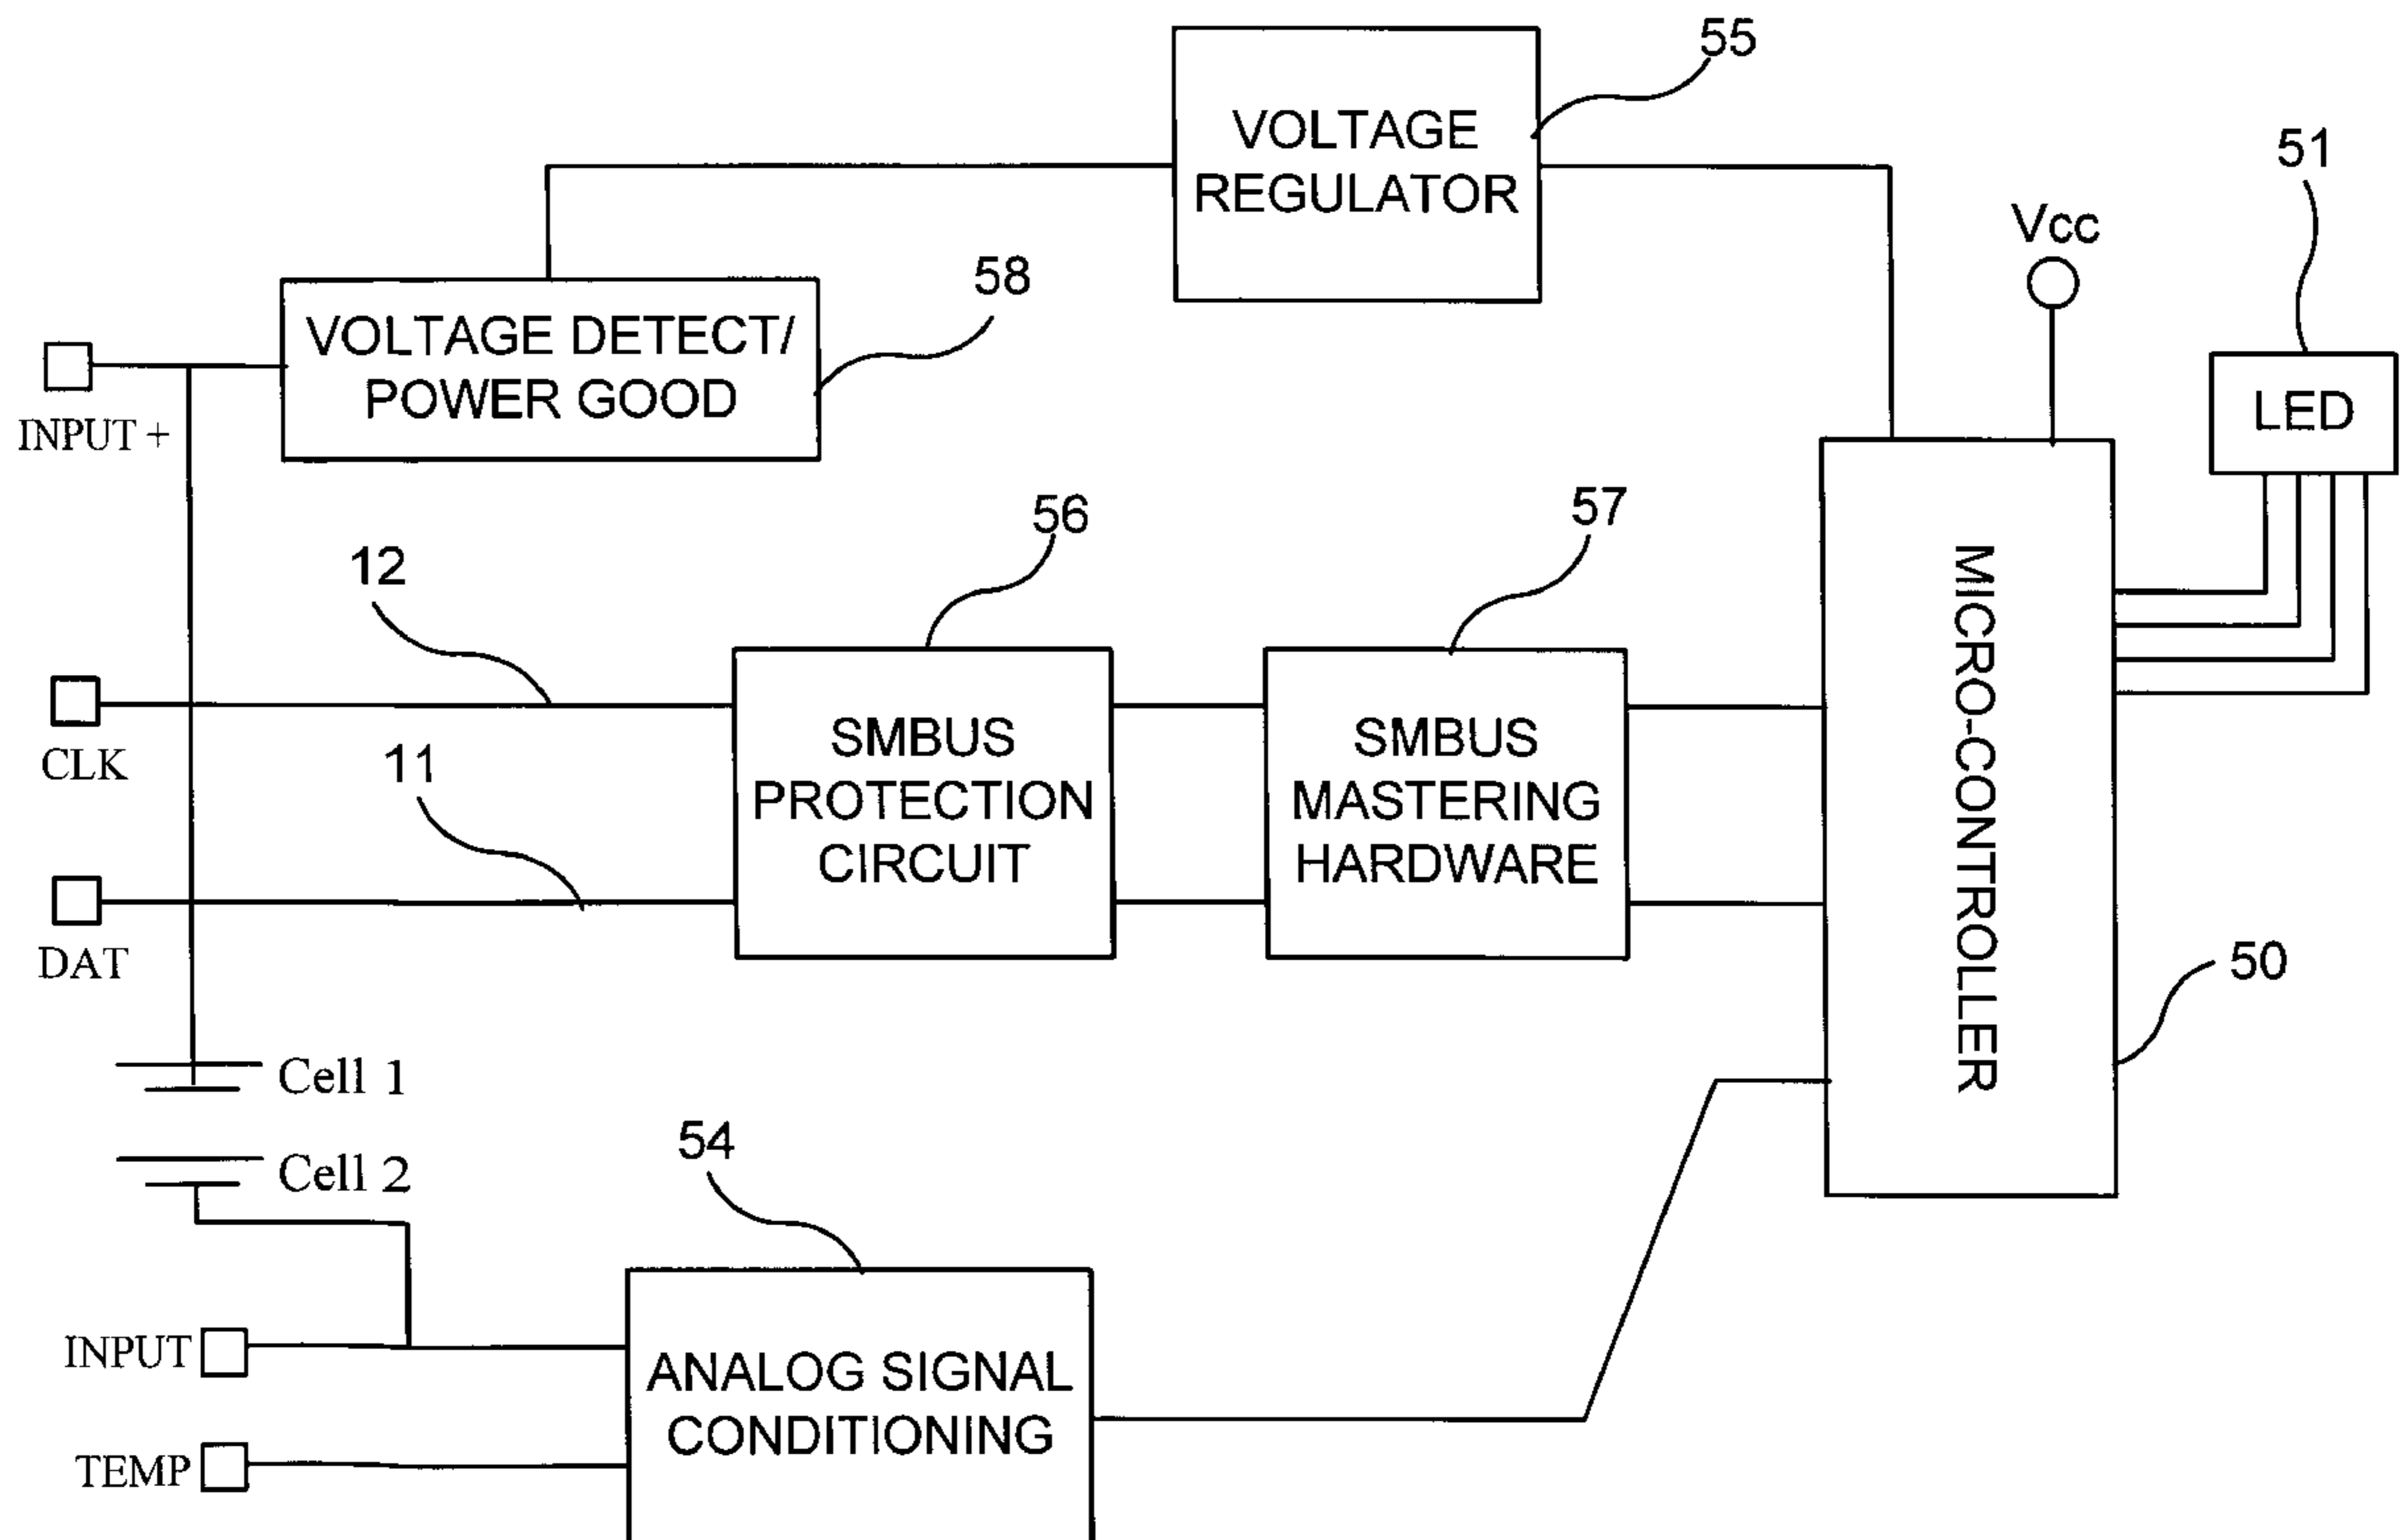 55
VOLTAGE
REGULATOR
51
Vcc
58
VOLTAGE DETECT/
POWER GOOD
LED
INPUT +
56
57
12
SMBUS
PROTECTION
CIRCUIT
SMBUS
MASTERING
HARDWARE
MICRO-CONTROLLER
CLK
11
DAT
50
Cell 1
54
Cell 2
INPUT
ANALOG SIGNAL
CONDITIONING
TEMP